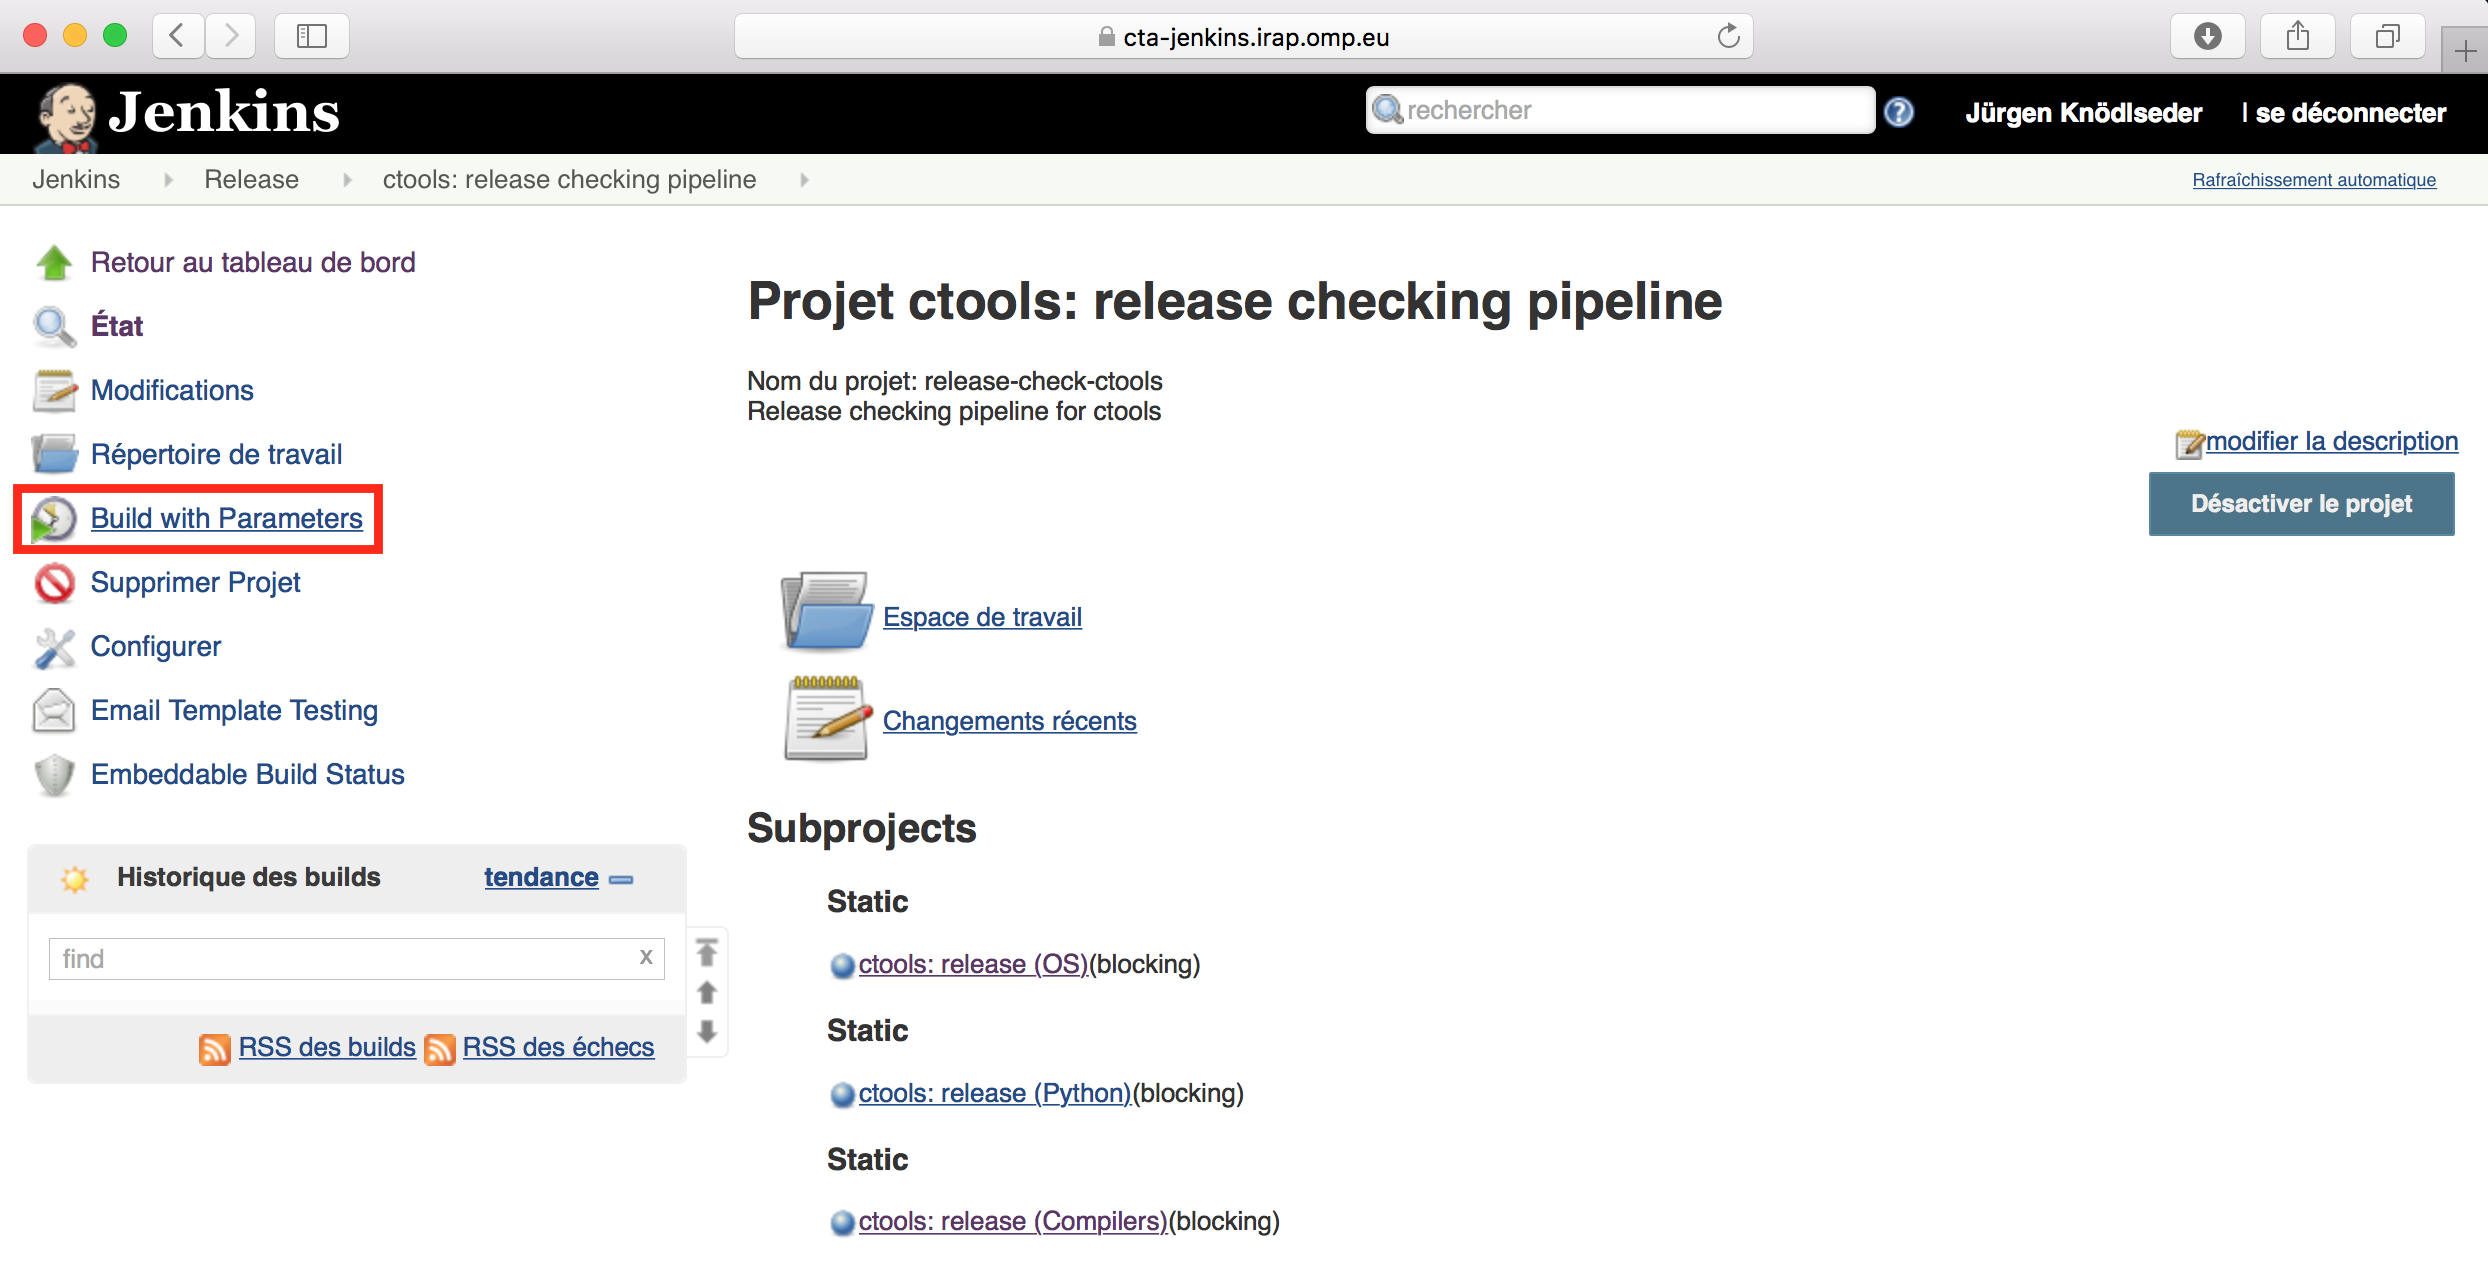 cta-jenkins.irap.omp.eu
Jenkins
rechercher
Jürgen Knödlseder
| se déconnecter
Jenkins
Release
ctools: release checking pipeline
Rafraîchissement automatique
Retour au tableau de bord
État
Modifications
Répertoire de travail
Build with Parameters
Supprimer Projet
Configurer
Email Template Testing
Embeddable Build Status
Historique des builds
tendance
find
x
RSS des builds
RSS des échecs
Projet ctools: release checking pipeline
Nom du projet: release-check-ctools
Release checking pipeline for ctools
modifier la description
Désactiver le projet
Espace de travail
Changements récents
Subprojects
Static
ctools: release (OS)(blocking)
Static
ctools: release (Python)(blocking)
Static
ctools: release (Compilers)(blocking)